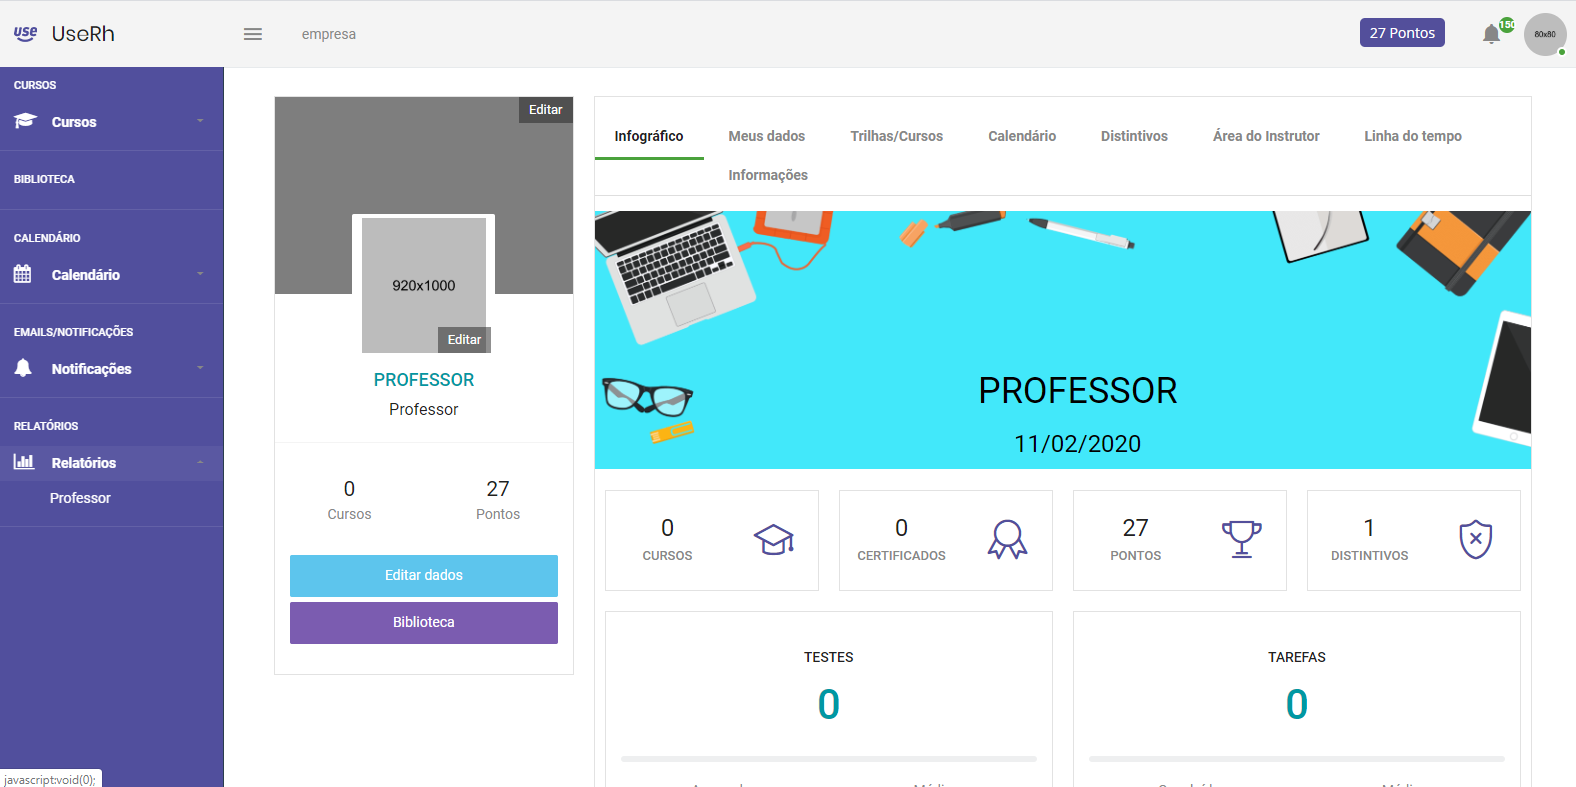 use UseRh
empresa
27 Pontos
150
80x80
CURSOS
Cursos
BIBLIOTECA
CALENDÁRIO
Calendário
EMAILS/NOTIFICAÇÕES
Notificações
RELATÓRIOS
Relatórios
Professor
javascript:void(0);
Editar
920x1000
Editar
PROFESSOR
Professor
0
Cursos
27
Pontos
Editar dados
Biblioteca
Infográfico Meus dados Trilhas/Cursos Calendário Distintivos Área do Instrutor Linha do tempo
Informações
PROFESSOR
11/02/2020
0
CURSOS
0
CERTIFICADOS
27
PONTOS
1
DISTINTIVOS
TESTES
0
TAREFAS
0